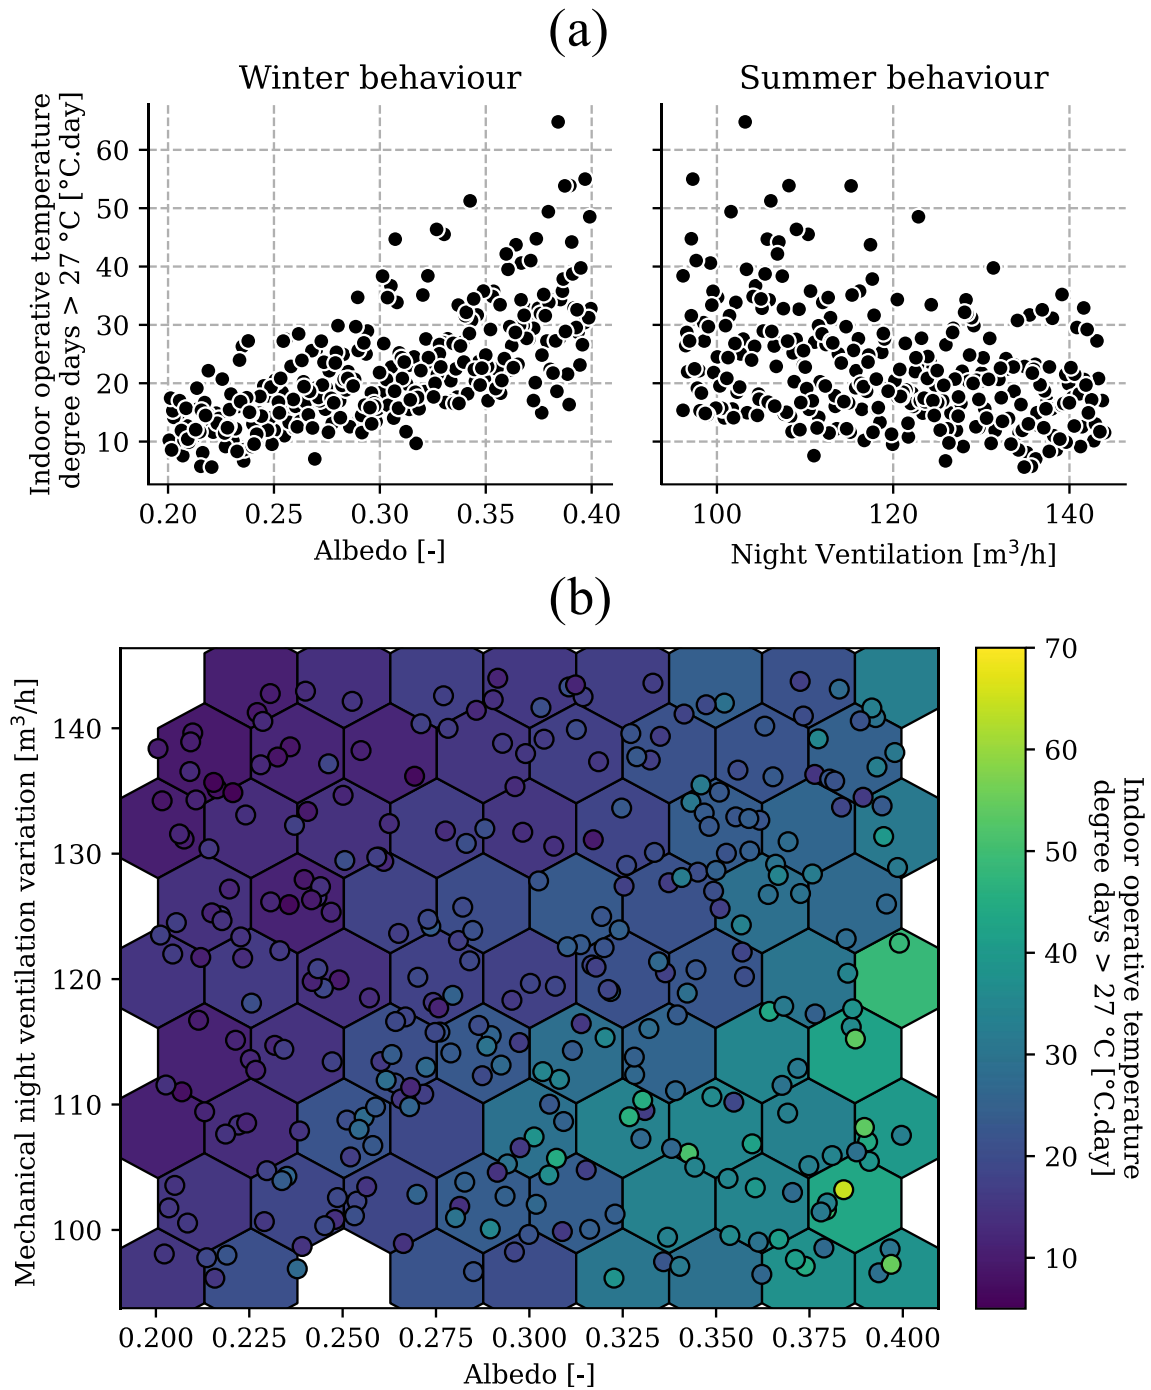 (a)
Winter behaviour
Summer behaviour
Indoor operative temperature
degree days > 27 °C [°C.day]
60
50
40
30
20
10
0.20 0.25 0.30 0.35 0.40
100 120 140
Albedo [-]
Night Ventilation [m³/h]
(b)
Mechanical night ventilation variation [m³/h]
140
130
120
110
100
0.200 0.225 0.250 0.275 0.300 0.325 0.350 0.375 0.400
Albedo [-]
70
60
50
40
30
20
10
Indoor operative temperature
degree days > 27 °C [°C.day]